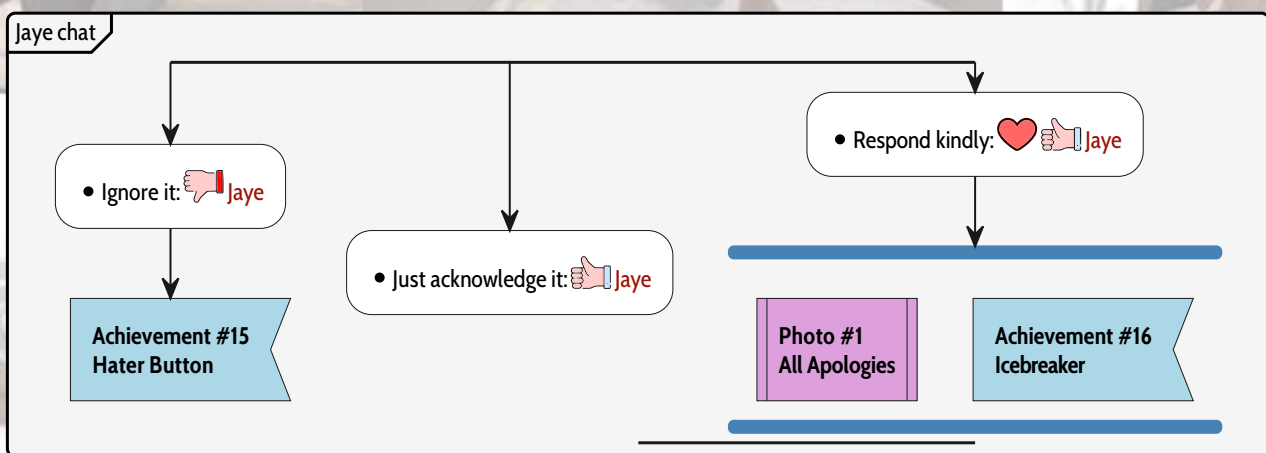 Jaye chat
• Respond kindly: Jaye
• Ignore it: Jaye
• Just acknowledge it: Jaye
Achievement #15
Hater Button
Photo #1
All Apologies
Achievement #16
Icebreaker